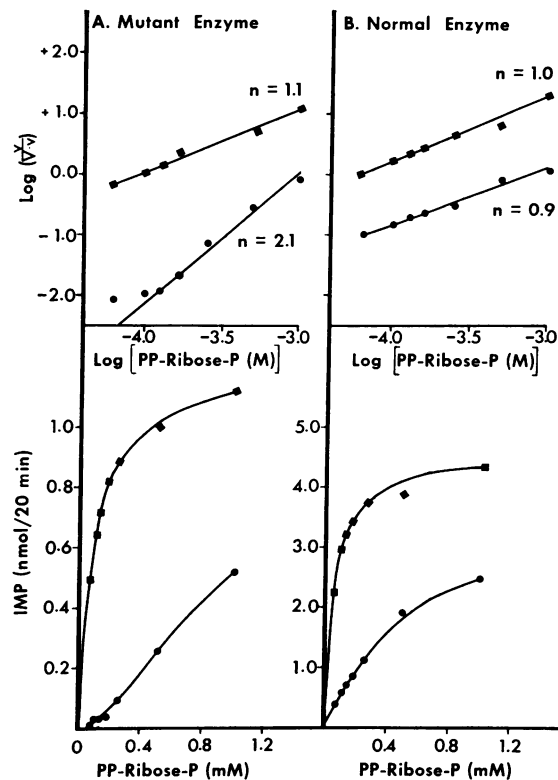 A. Mutant Enzyme
B. Normal Enzyme
+2.0
+1.0
0.0
−1.0
−2.0
Log (V/V-v)
n = 1.1
n = 2.1
n = 1.0
n = 0.9
−4.0
−3.0
−4.0
−3.0
Log [PP-Ribose-P (M)]
Log [PP-Ribose-P (M)]
IMP (nmol/20 min)
1.0
0.8
0.6
0.4
0.2
0
0.4
0.8
1.2
PP-Ribose-P (mM)
5.0
4.0
3.0
2.0
1.0
0.4
0.8
1.2
PP-Ribose-P (mM)